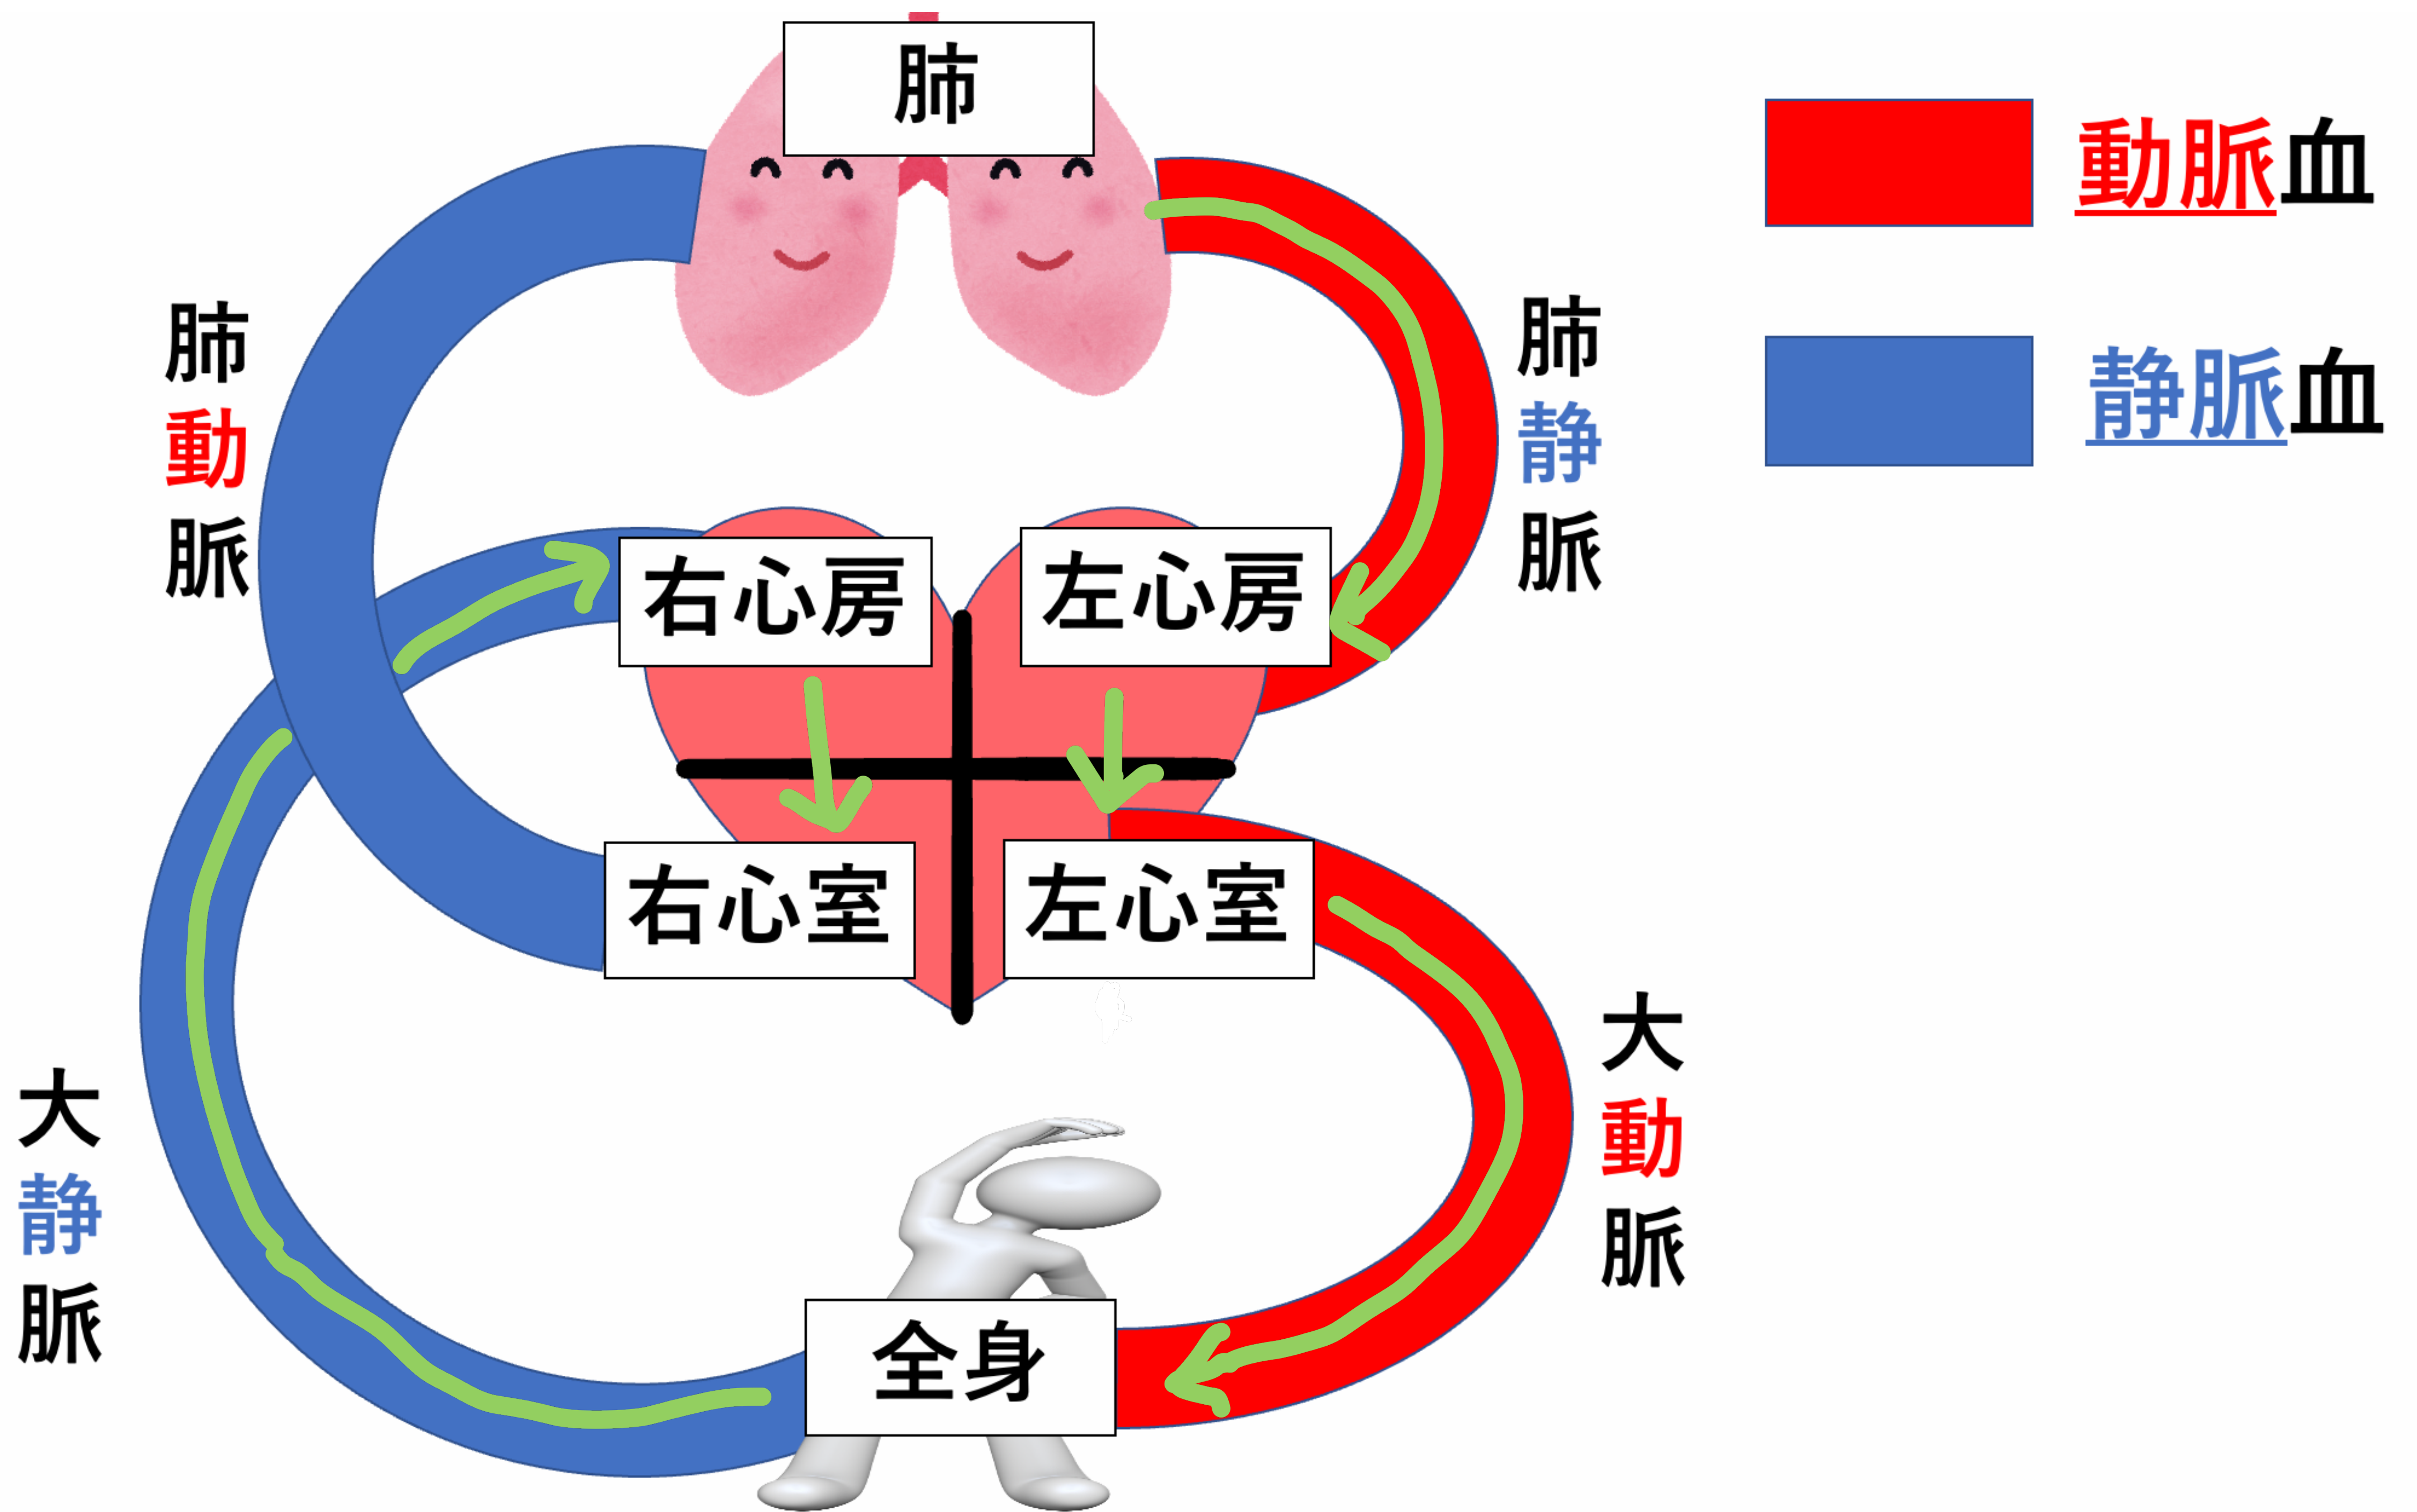 肺
動脈血
静脈血
肺動脈
肺静脈
右心房
左心房
右心室
左心室
大動脈
大静脈
全身